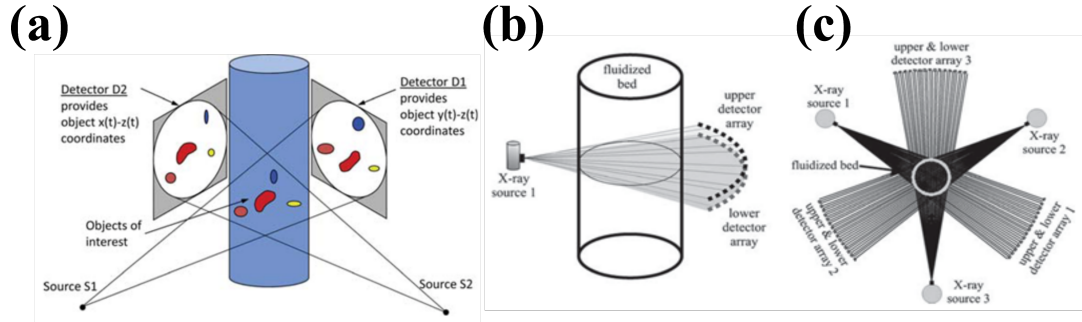 (a)
Detector D2
provides
object x(t)-z(t)
coordinates
Detector D1
provides
object y(t)-z(t)
coordinates
Objects of
interest
Source S1
Source S2
(b)
fluidized
bed
upper
detector
array
X-ray
source 1
lower
detector
array
(c)
upper & lower
detector array 3
X-ray
source 1
X-ray
source 2
fluidized bed
upper & lower
detector array 2
upper & lower
detector array 1
X-ray
source 3